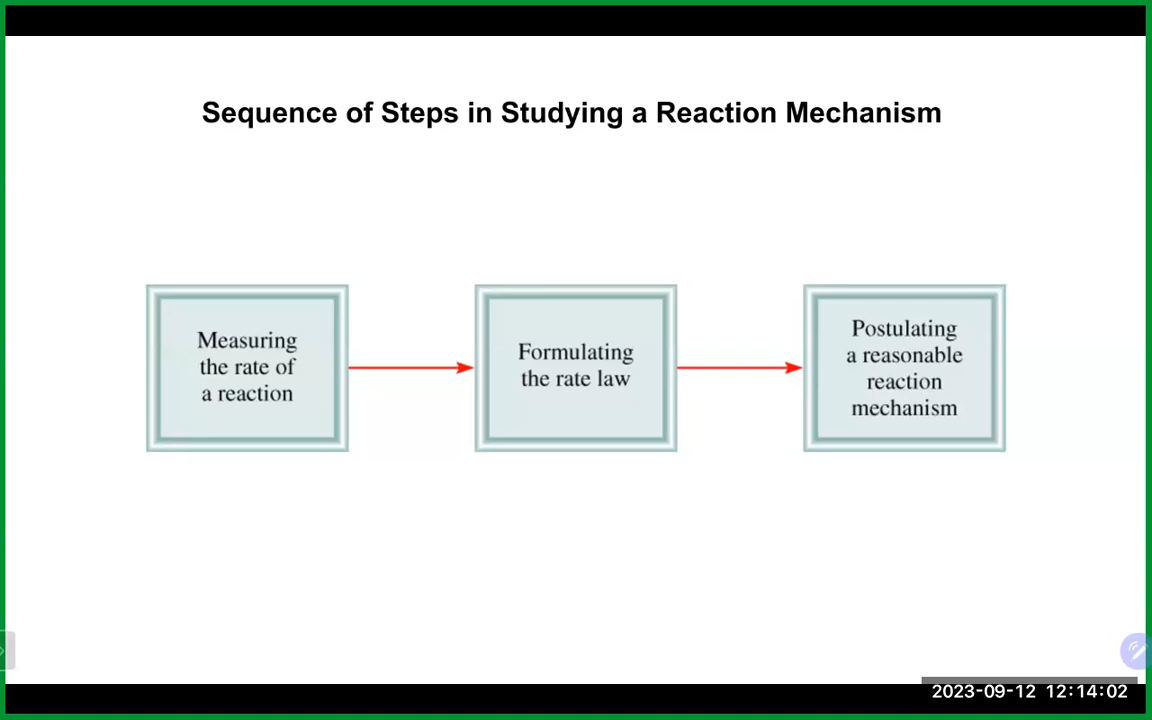 Sequence of Steps in Studying a Reaction Mechanism
Measuring
the rate of
a reaction
Formulating
the rate law
Postulating
a reasonable
reaction
mechanism
2023-09-12 12:14:02